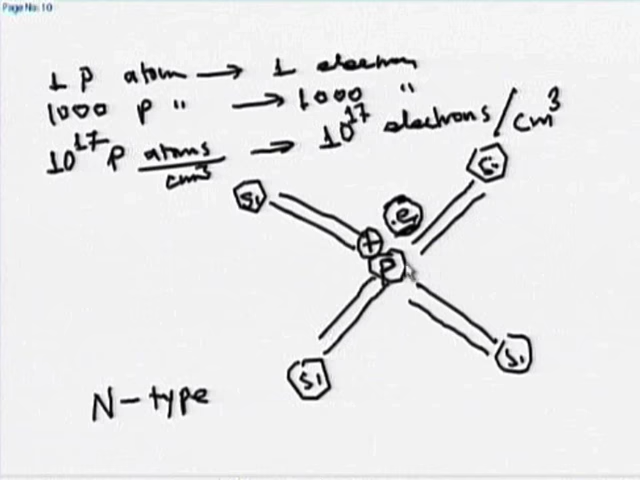 Page No: 10
1 P atom → 1 electron
1000 P " → 1000 "
10^17 P atoms/cm^3 → 10^17 electrons/cm^3
Si
Si
e
+
P
Si
Si
N-type